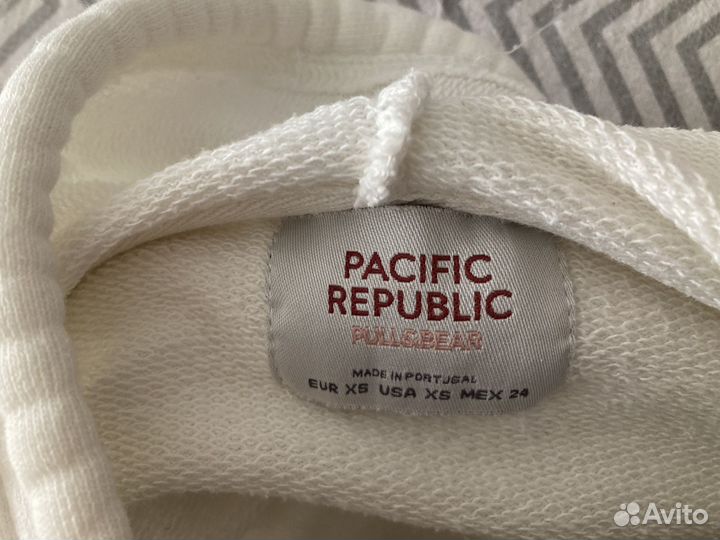 PACIFIC
REPUBLIC
PULL&BEAR
MADE IN PORTUGAL
EUR XS USA XS MEX 24
Avito